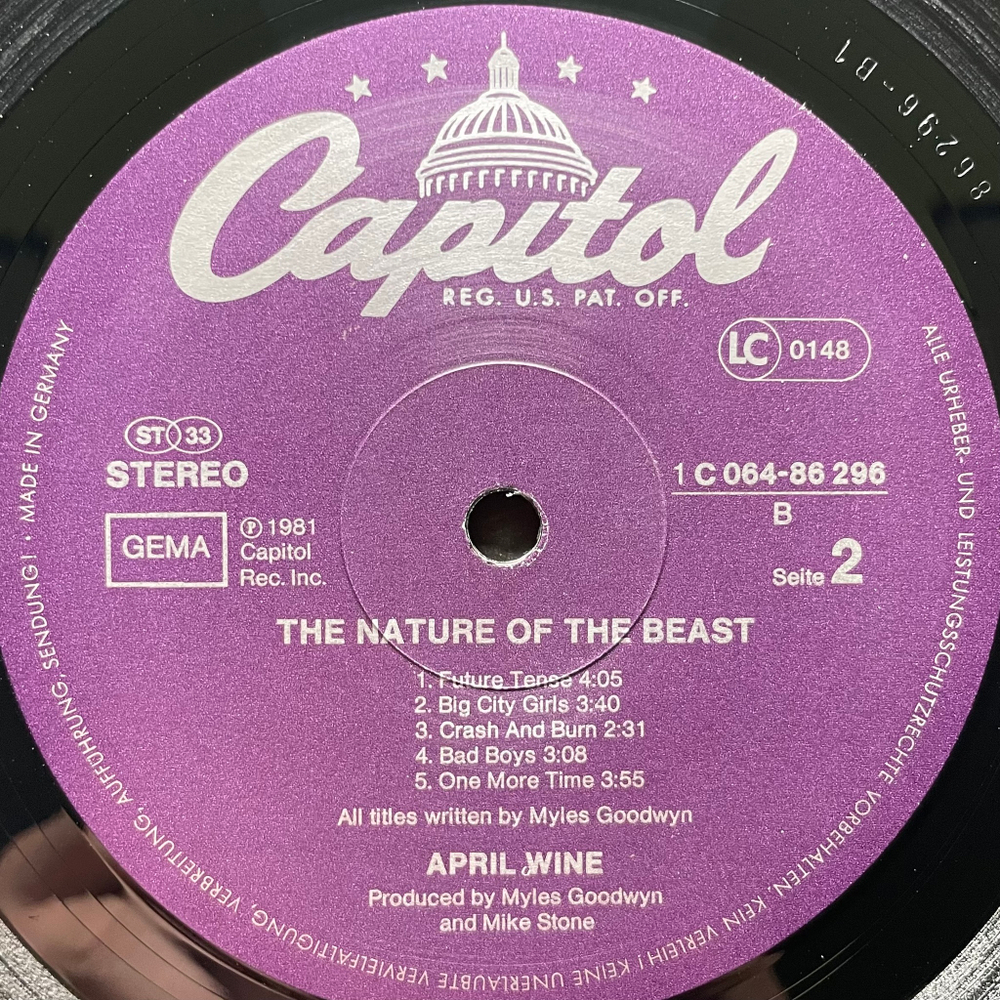 Capitol
REG. U.S. PAT. OFF.
86296-B1
LC 0148
ST 33
STEREO
1 C 064-86 296
B
GEMA
Ⓟ 1981
Capitol
Rec. Inc.
Seite 2
THE NATURE OF THE BEAST
1. Future Tense 4:05
2. Big City Girls 3:40
3. Crash And Burn 2:31
4. Bad Boys 3:08
5. One More Time 3:55
All titles written by Myles Goodwyn
APRIL WINE
Produced by Myles Goodwyn
and Mike Stone
ALLE URHEBER- UND LEISTUNGSSCHUTZRECHTE VORBEHALTEN. KEIN VERLEIH! KEINE UNERLAUBTE VERVIELFÄLTIGUNG, VERBREITUNG, AUFFÜHRUNG, SENDUNG! • MADE IN GERMANY